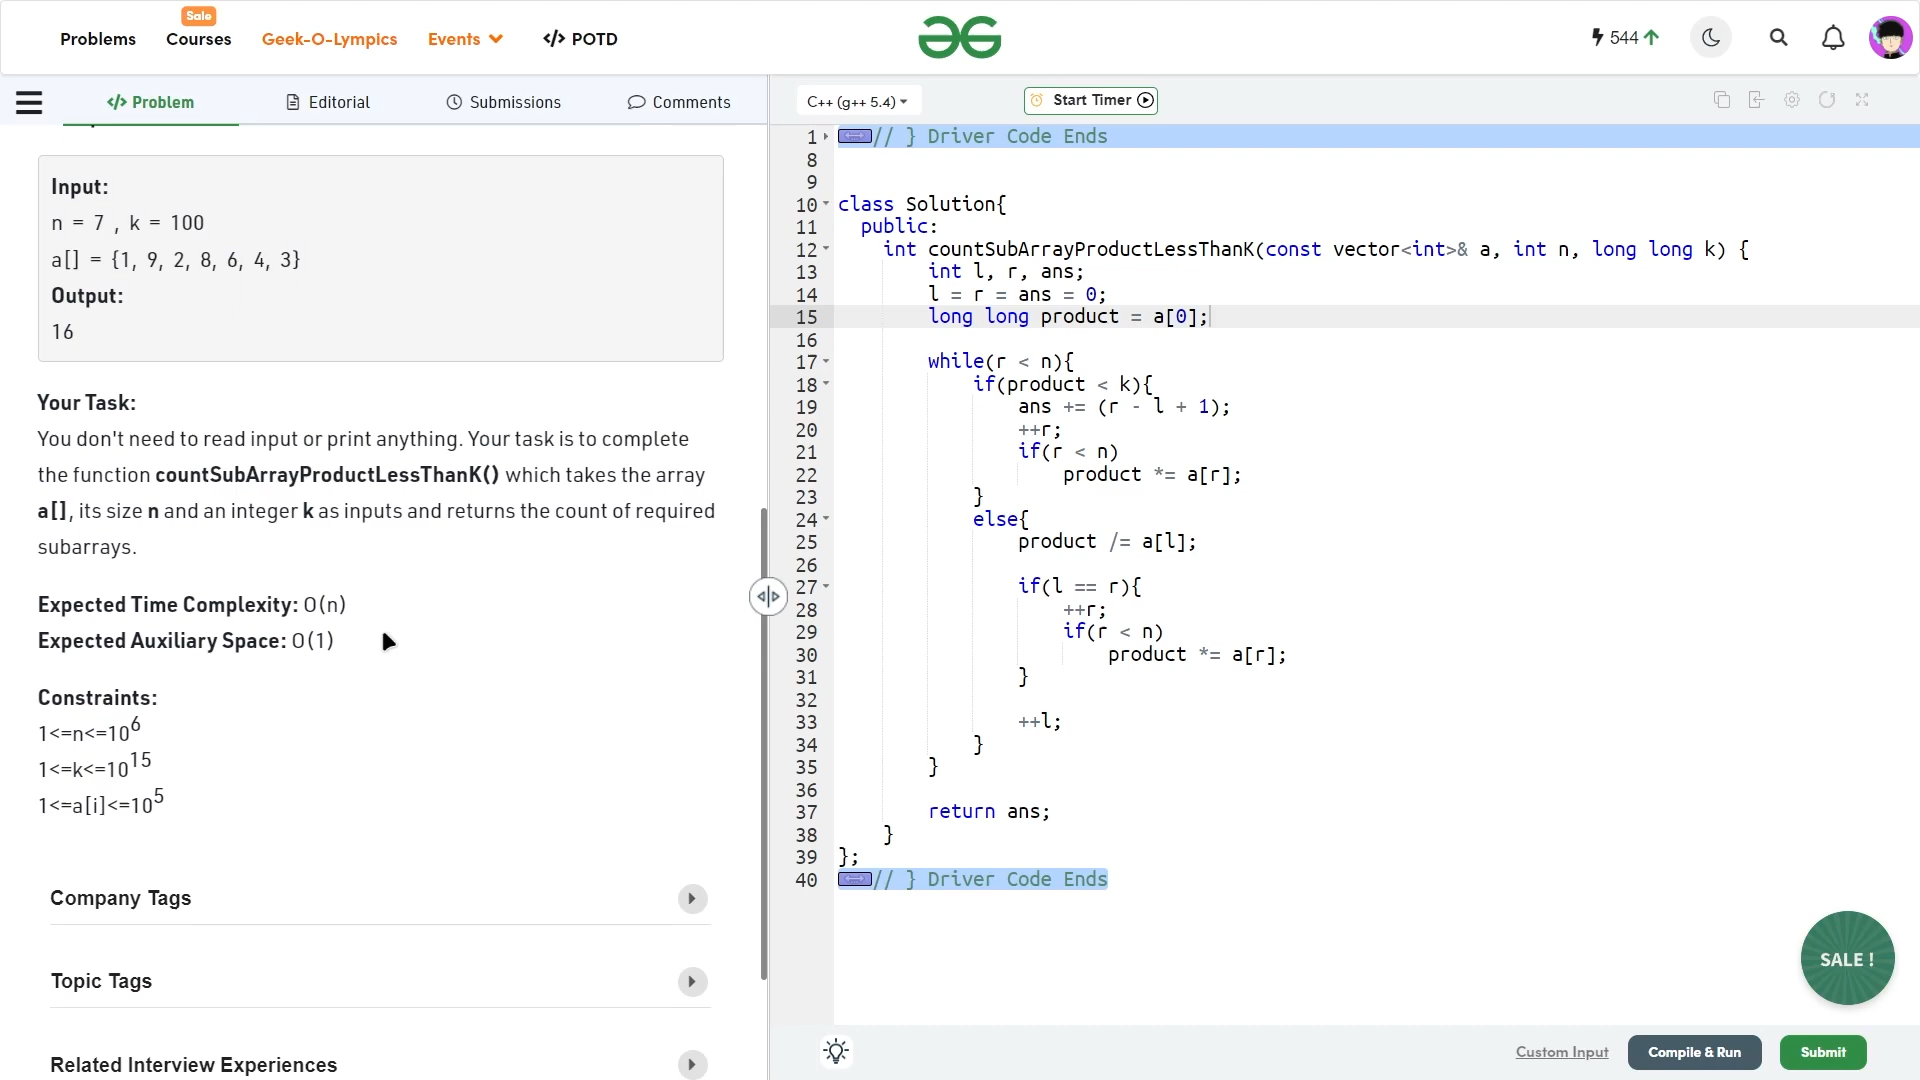 Problems
Sale
Courses
Geek-O-Lympics
Events
</> POTD
544
</> Problem
Editorial
Submissions
Comments
C++ (g++ 5.4)
Start Timer
Input:
n = 7 , k = 100
a[] = {1, 9, 2, 8, 6, 4, 3}
Output:
16
Your Task:
You don't need to read input or print anything. Your task is to complete
the function countSubArrayProductLessThanK() which takes the array
a[], its size n and an integer k as inputs and returns the count of required
subarrays.
Expected Time Complexity: O(n)
Expected Auxiliary Space: O(1)
Constraints:
1<=n<=10^6
1<=k<=10^15
1<=a[i]<=10^5
Company Tags
Topic Tags
Related Interview Experiences
1 // } Driver Code Ends
8
9
10 class Solution{
11   public:
12     int countSubArrayProductLessThanK(const vector<int>& a, int n, long long k) {
13         int l, r, ans;
14         l = r = ans = 0;
15         long long product = a[0];
16
17         while(r < n){
18             if(product < k){
19                 ans += (r - l + 1);
20                 ++r;
21                 if(r < n)
22                     product *= a[r];
23             }
24             else{
25                 product /= a[l];
26
27                 if(l == r){
28                     ++r;
29                     if(r < n)
30                         product *= a[r];
31                 }
32
33                 ++l;
34             }
35         }
36
37         return ans;
38     }
39 };
40 // } Driver Code Ends
SALE !
Custom Input
Compile & Run
Submit